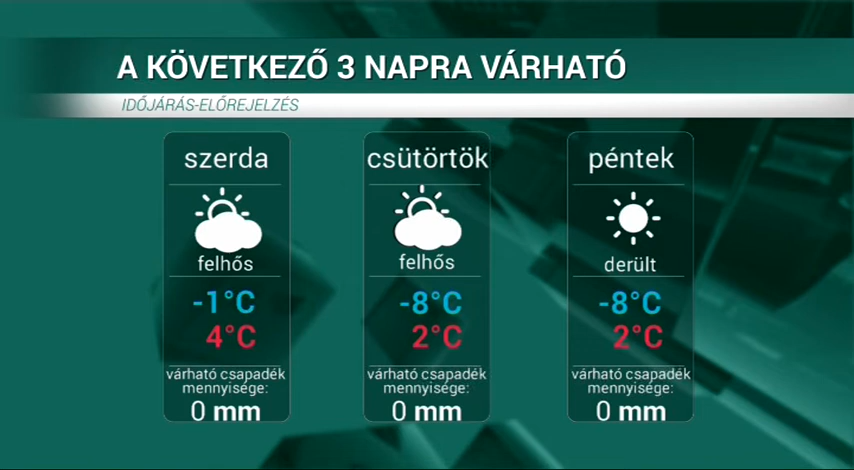 A KÖVETKEZŐ 3 NAPRA VÁRHATÓ
IDŐJÁRÁS-ELŐREJELZÉS
szerda
felhős
-1°C
4°C
várható csapadék
mennyisége:
0 mm
csütörtök
felhős
-8°C
2°C
várható csapadék
mennyisége:
0 mm
péntek
derült
-8°C
2°C
várható csapadék
mennyisége:
0 mm